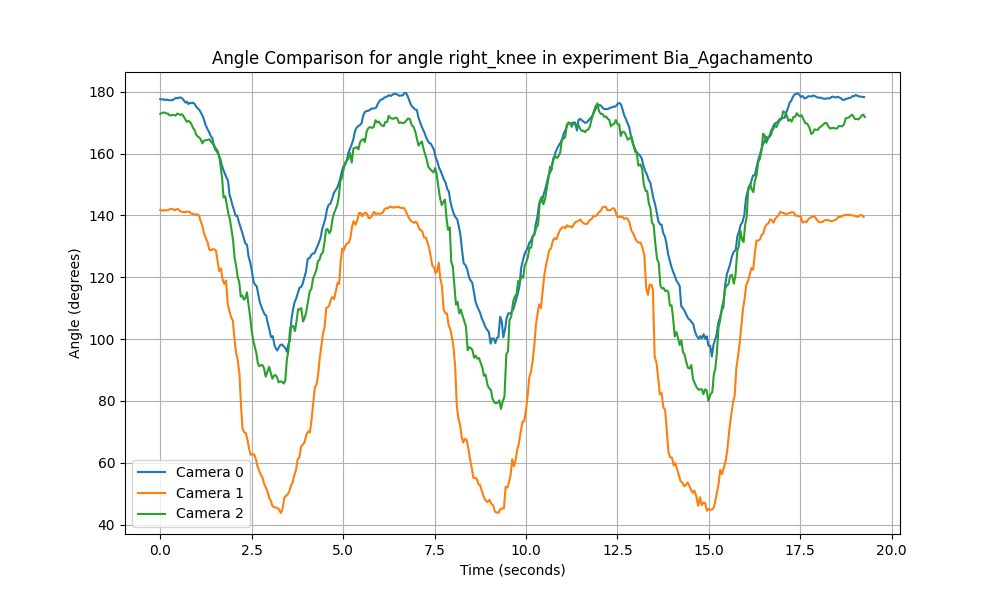 Angle Comparison for angle right_knee in experiment Bia_Agachamento
180
160
140
120
100
80
60
40
Angle (degrees)
Camera 0
Camera 1
Camera 2
0.0 2.5 5.0 7.5 10.0 12.5 15.0 17.5 20.0
Time (seconds)